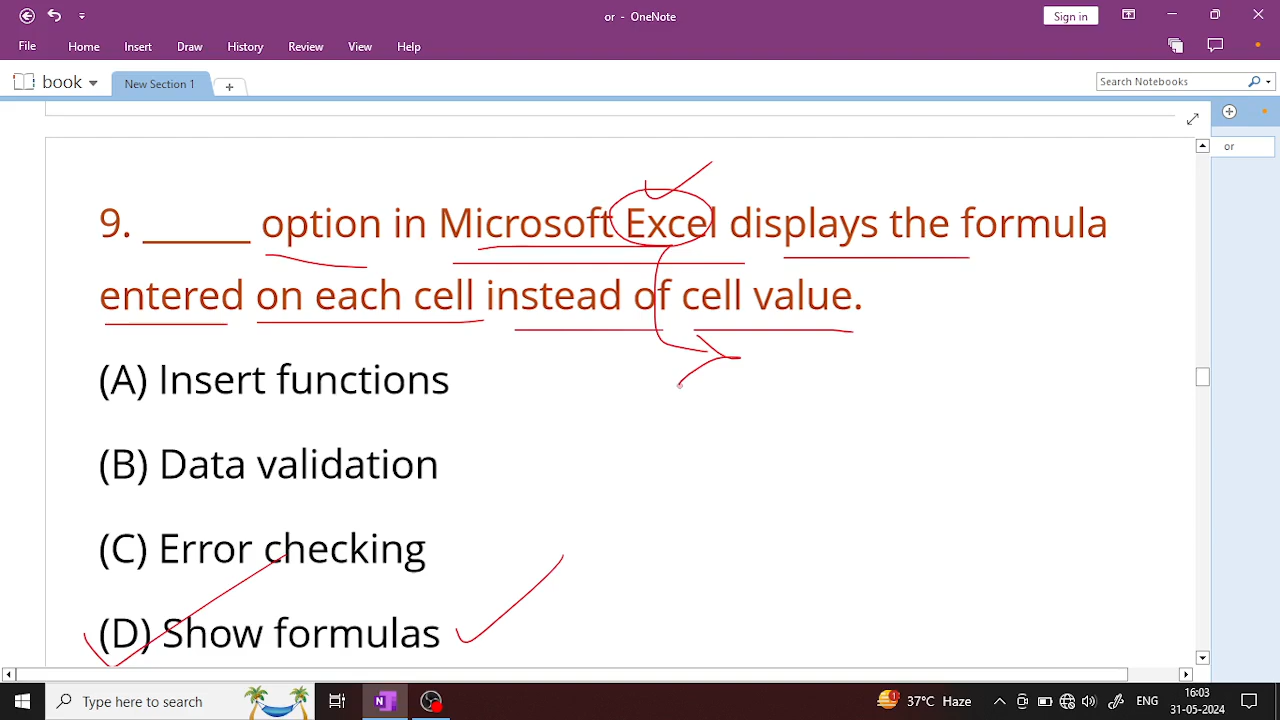 or - OneNote
Sign in
File Home Insert Draw History Review View Help
book New Section 1 +
Search Notebooks
or
9. ______ option in Microsoft Excel displays the formula
entered on each cell instead of cell value.
(A) Insert functions
(B) Data validation
(C) Error checking
(D) Show formulas
Type here to search
N
1
37°C Haze
ENG
16:03
31-05-2024